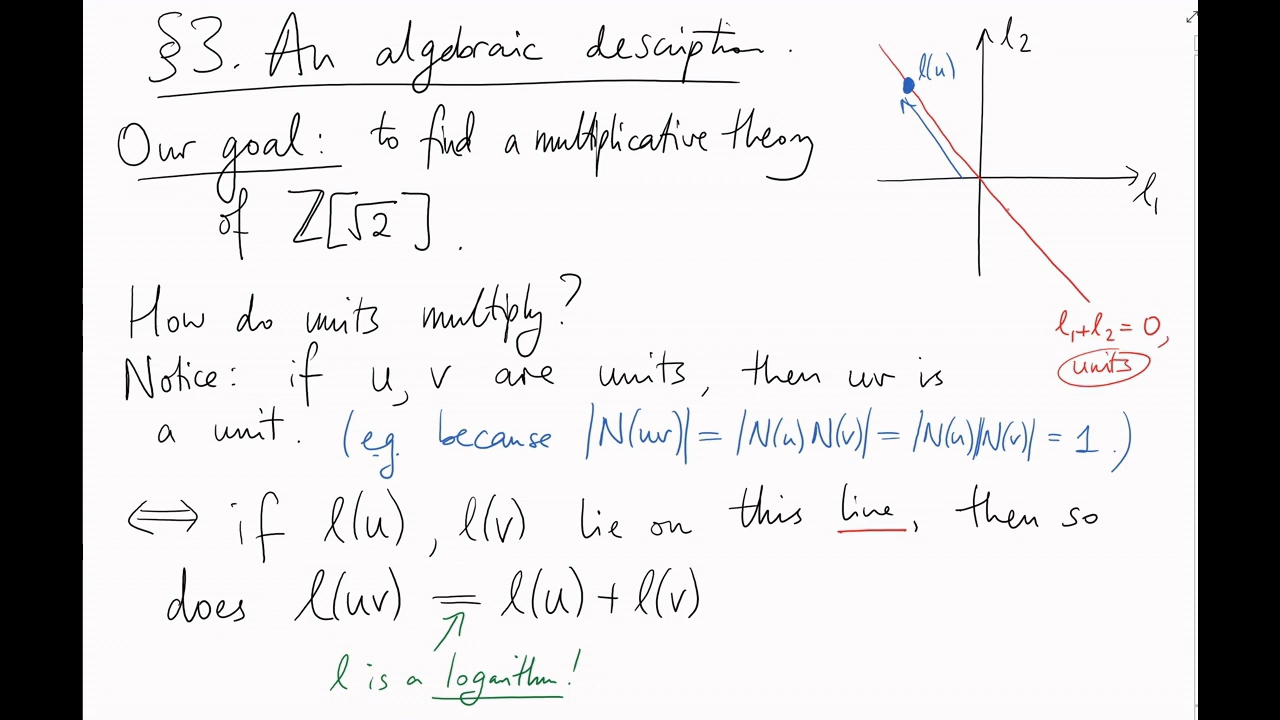 §3. An algebraic description.
Our goal: to find a multiplicative theory
of ℤ[√2].
How do units multiply?
Notice: if u, v are units, then uv is
a unit. (eg. because |N(uv)| = |N(u)N(v)| = |N(u)||N(v)| = 1.)
⟺ if l(u), l(v) lie on this line, then so
does l(uv) = l(u) + l(v)
l is a logarithm!
l₂
l(u)
l₁
l₁+l₂ = 0,
units